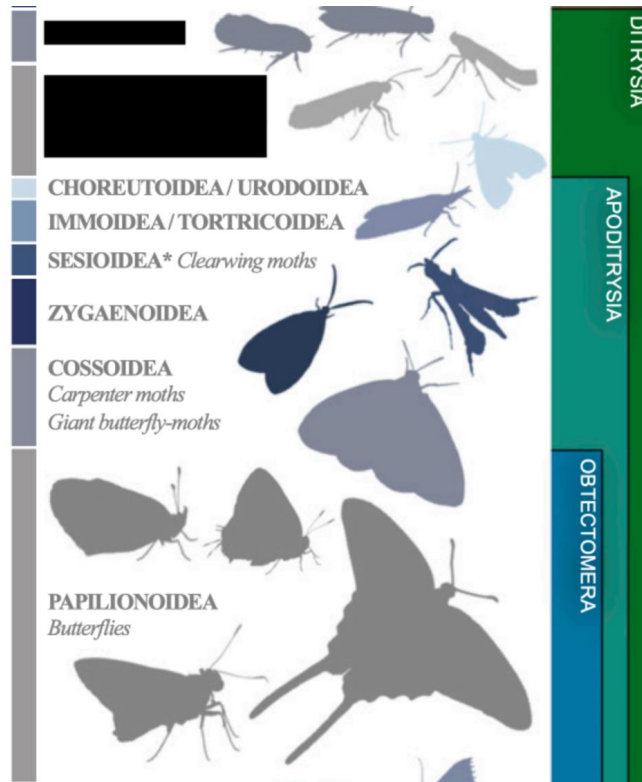 CHOREUTOIDEA / URODOIDEA
IMMOIDEA / TORTRICOIDEA
SESIOIDEA* Clearwing moths
ZYGAENOIDEA
COSSOIDEA
Carpenter moths
Giant butterfly-moths
PAPILIONOIDEA
Butterflies
DITRYSIA
APODITRYSIA
OBTECTOMERA